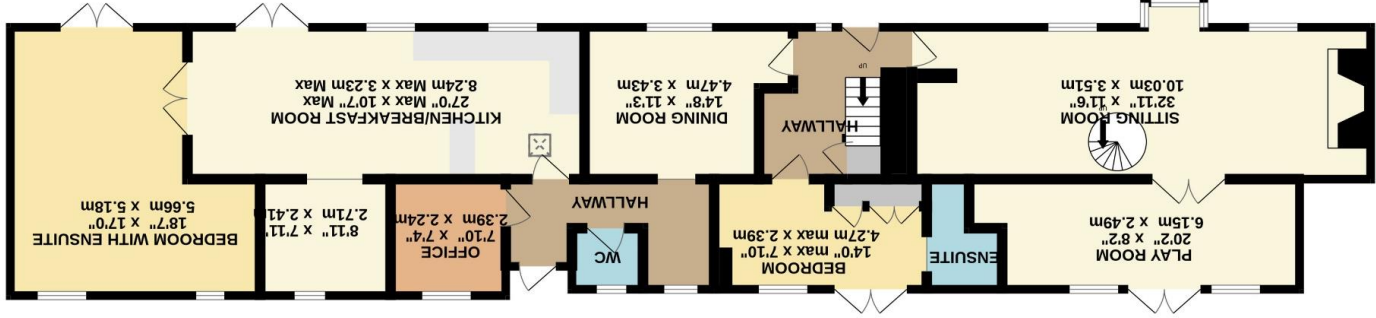 PLAY ROOM
20'2" x 8'2"
6.15m x 2.49m
ENSUITE
BEDROOM
14'0" max x 7'10"
4.27m max x 2.39m
WC
HALLWAY
OFFICE
7'10" x 7'4"
2.39m x 2.24m
8'11" x 7'11"
2.71m x 2.41m
BEDROOM WITH ENSUITE
18'7" x 17'0"
5.66m x 5.18m
SITTING ROOM
32'11" x 11'6"
10.03m x 3.51m
UP
HALLWAY
UP
DINING ROOM
14'8" x 11'3"
4.47m x 3.43m
KITCHEN/BREAKFAST ROOM
27'0" Max x 10'7" Max
8.24m Max x 3.23m Max